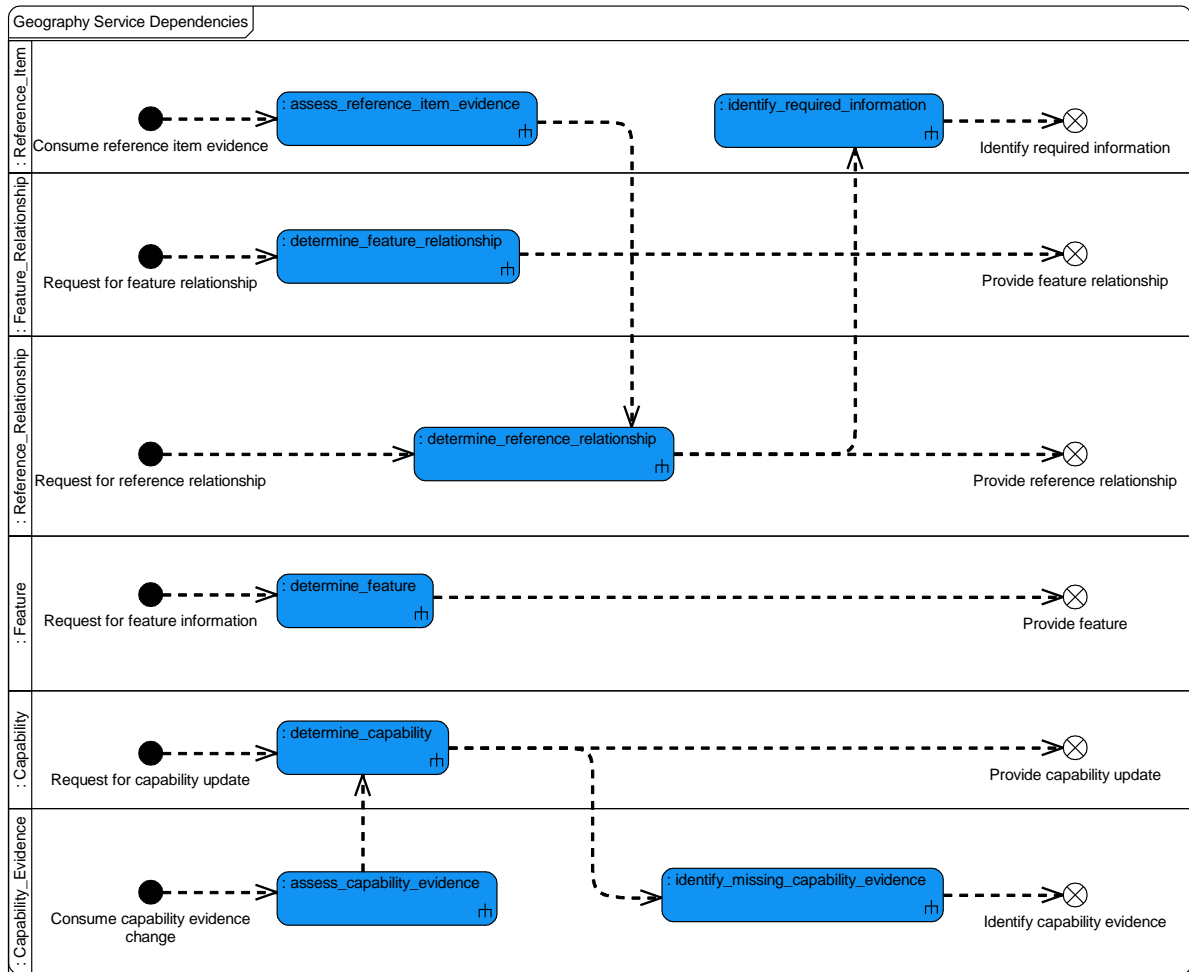 Geography Service Dependencies
: Reference_Item
: assess_reference_item_evidence
: identify_required_information
Consume reference item evidence
Identify required information
: Feature_Relationship
: determine_feature_relationship
Request for feature relationship
Provide feature relationship
: Reference_Relationship
: determine_reference_relationship
Request for reference relationship
Provide reference relationship
: Feature
: determine_feature
Request for feature information
Provide feature
: Capability
: determine_capability
Request for capability update
Provide capability update
: Capability_Evidence
: assess_capability_evidence
: identify_missing_capability_evidence
Consume capability evidence
change
Identify capability evidence